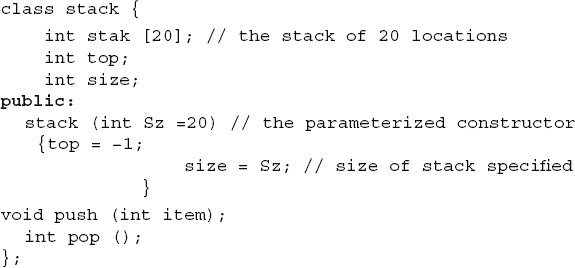 class stack {
int stak [20]; // the stack of 20 locations
int top;
int size;
public:
stack (int Sz =20) // the parameterized constructor
{top = -1;
size = Sz; // size of stack specified
}
void push (int item);
int pop ();
};